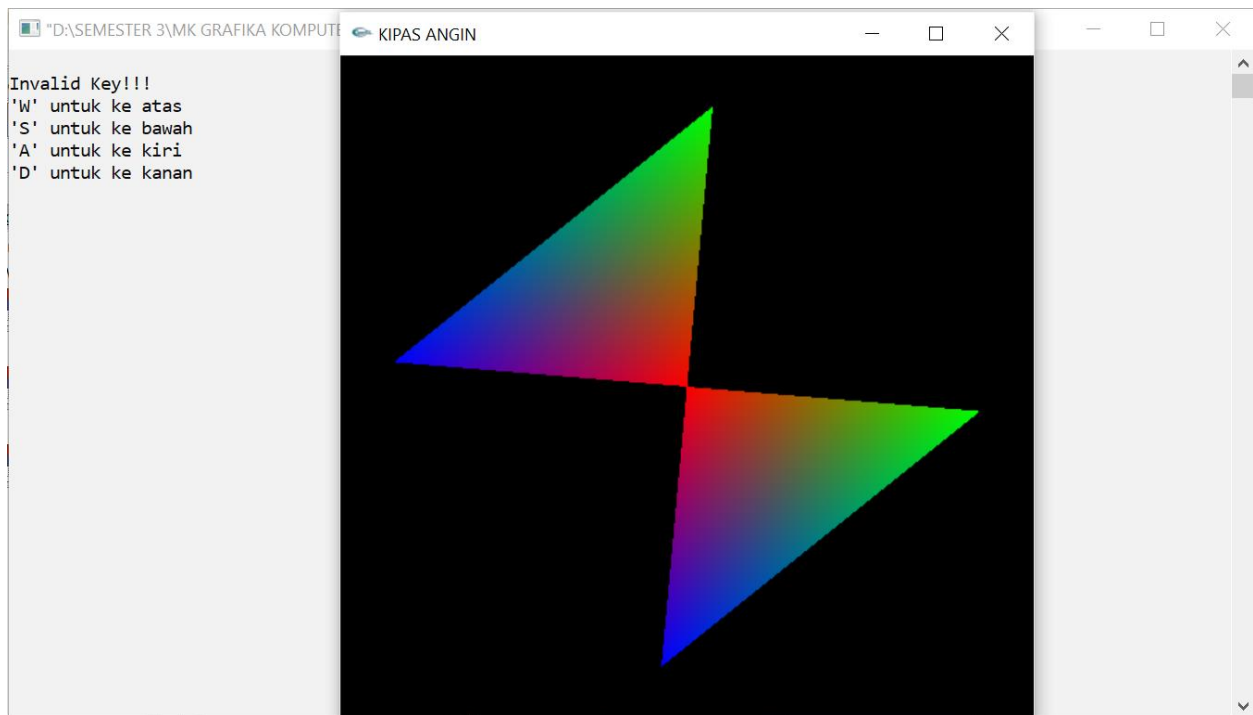 "D:\SEMESTER 3\MK GRAFIKA KOMPUTE
KIPAS ANGIN
Invalid Key!!!
'W' untuk ke atas
'S' untuk ke bawah
'A' untuk ke kiri
'D' untuk ke kanan